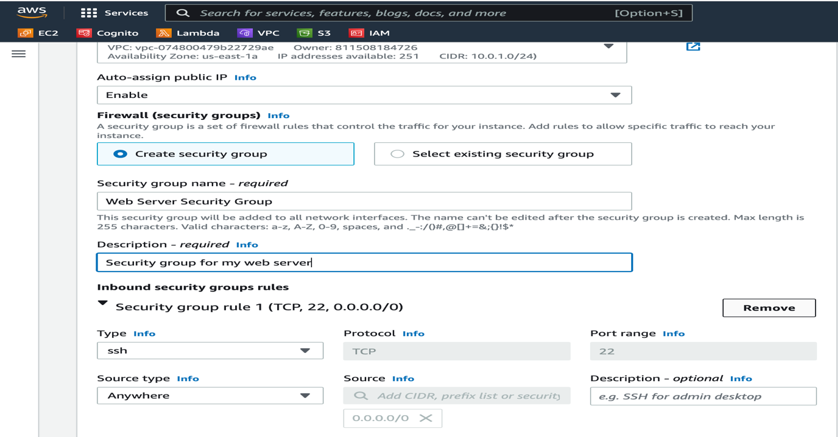 aws
Services
Search for services, features, blogs, docs, and more
[Option+S]
EC2
Cognito
Lambda
VPC
S3
IAM
VPC: vpc-074800479b22729ae Owner: 811508184726
Availability Zone: us-east-1a IP addresses available: 251 CIDR: 10.0.1.0/24)
Auto-assign public IP Info
Enable
Firewall (security groups) Info
A security group is a set of firewall rules that control the traffic for your instance. Add rules to allow specific traffic to reach your
instance.
Create security group
Select existing security group
Security group name - required
Web Server Security Group
This security group will be added to all network interfaces. The name can't be edited after the security group is created. Max length is
255 characters. Valid characters: a-z, A-Z, 0-9, spaces, and ._-:/()#,@[]+=&;{}!$*
Description - required Info
Security group for my web server
Inbound security groups rules
Security group rule 1 (TCP, 22, 0.0.0.0/0)
Remove
Type Info
Protocol Info
Port range Info
ssh
TCP
22
Source type Info
Source Info
Description - optional Info
Anywhere
Add CIDR, prefix list or security
e.g. SSH for admin desktop
0.0.0.0/0